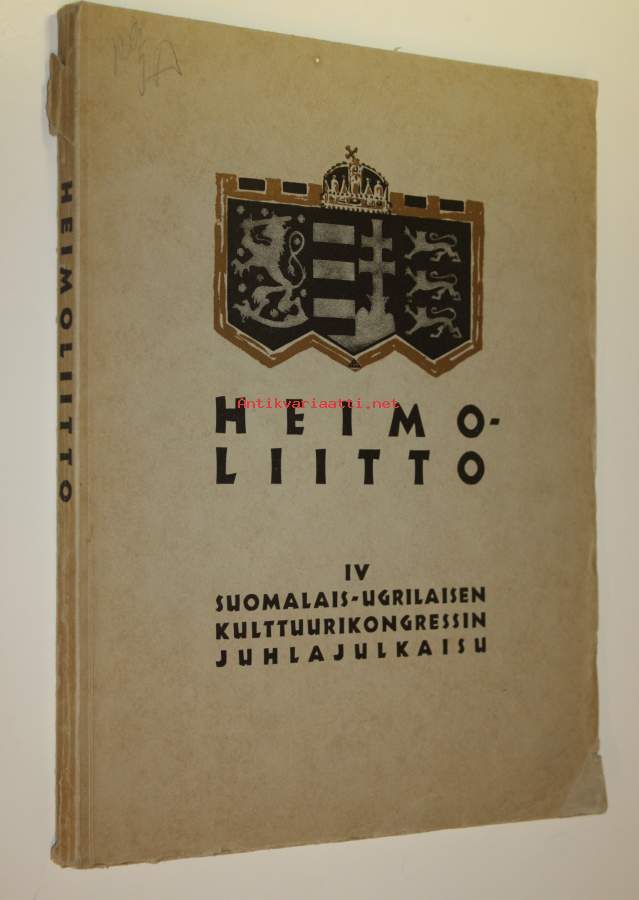 HEIMOLIITTO
Antikvariaatti.net
HEIMO-
LIITTO
IV
SUOMALAIS-UGRILAISEN
KULTTUURIKONGRESSIN
JUHLAJULKAISU